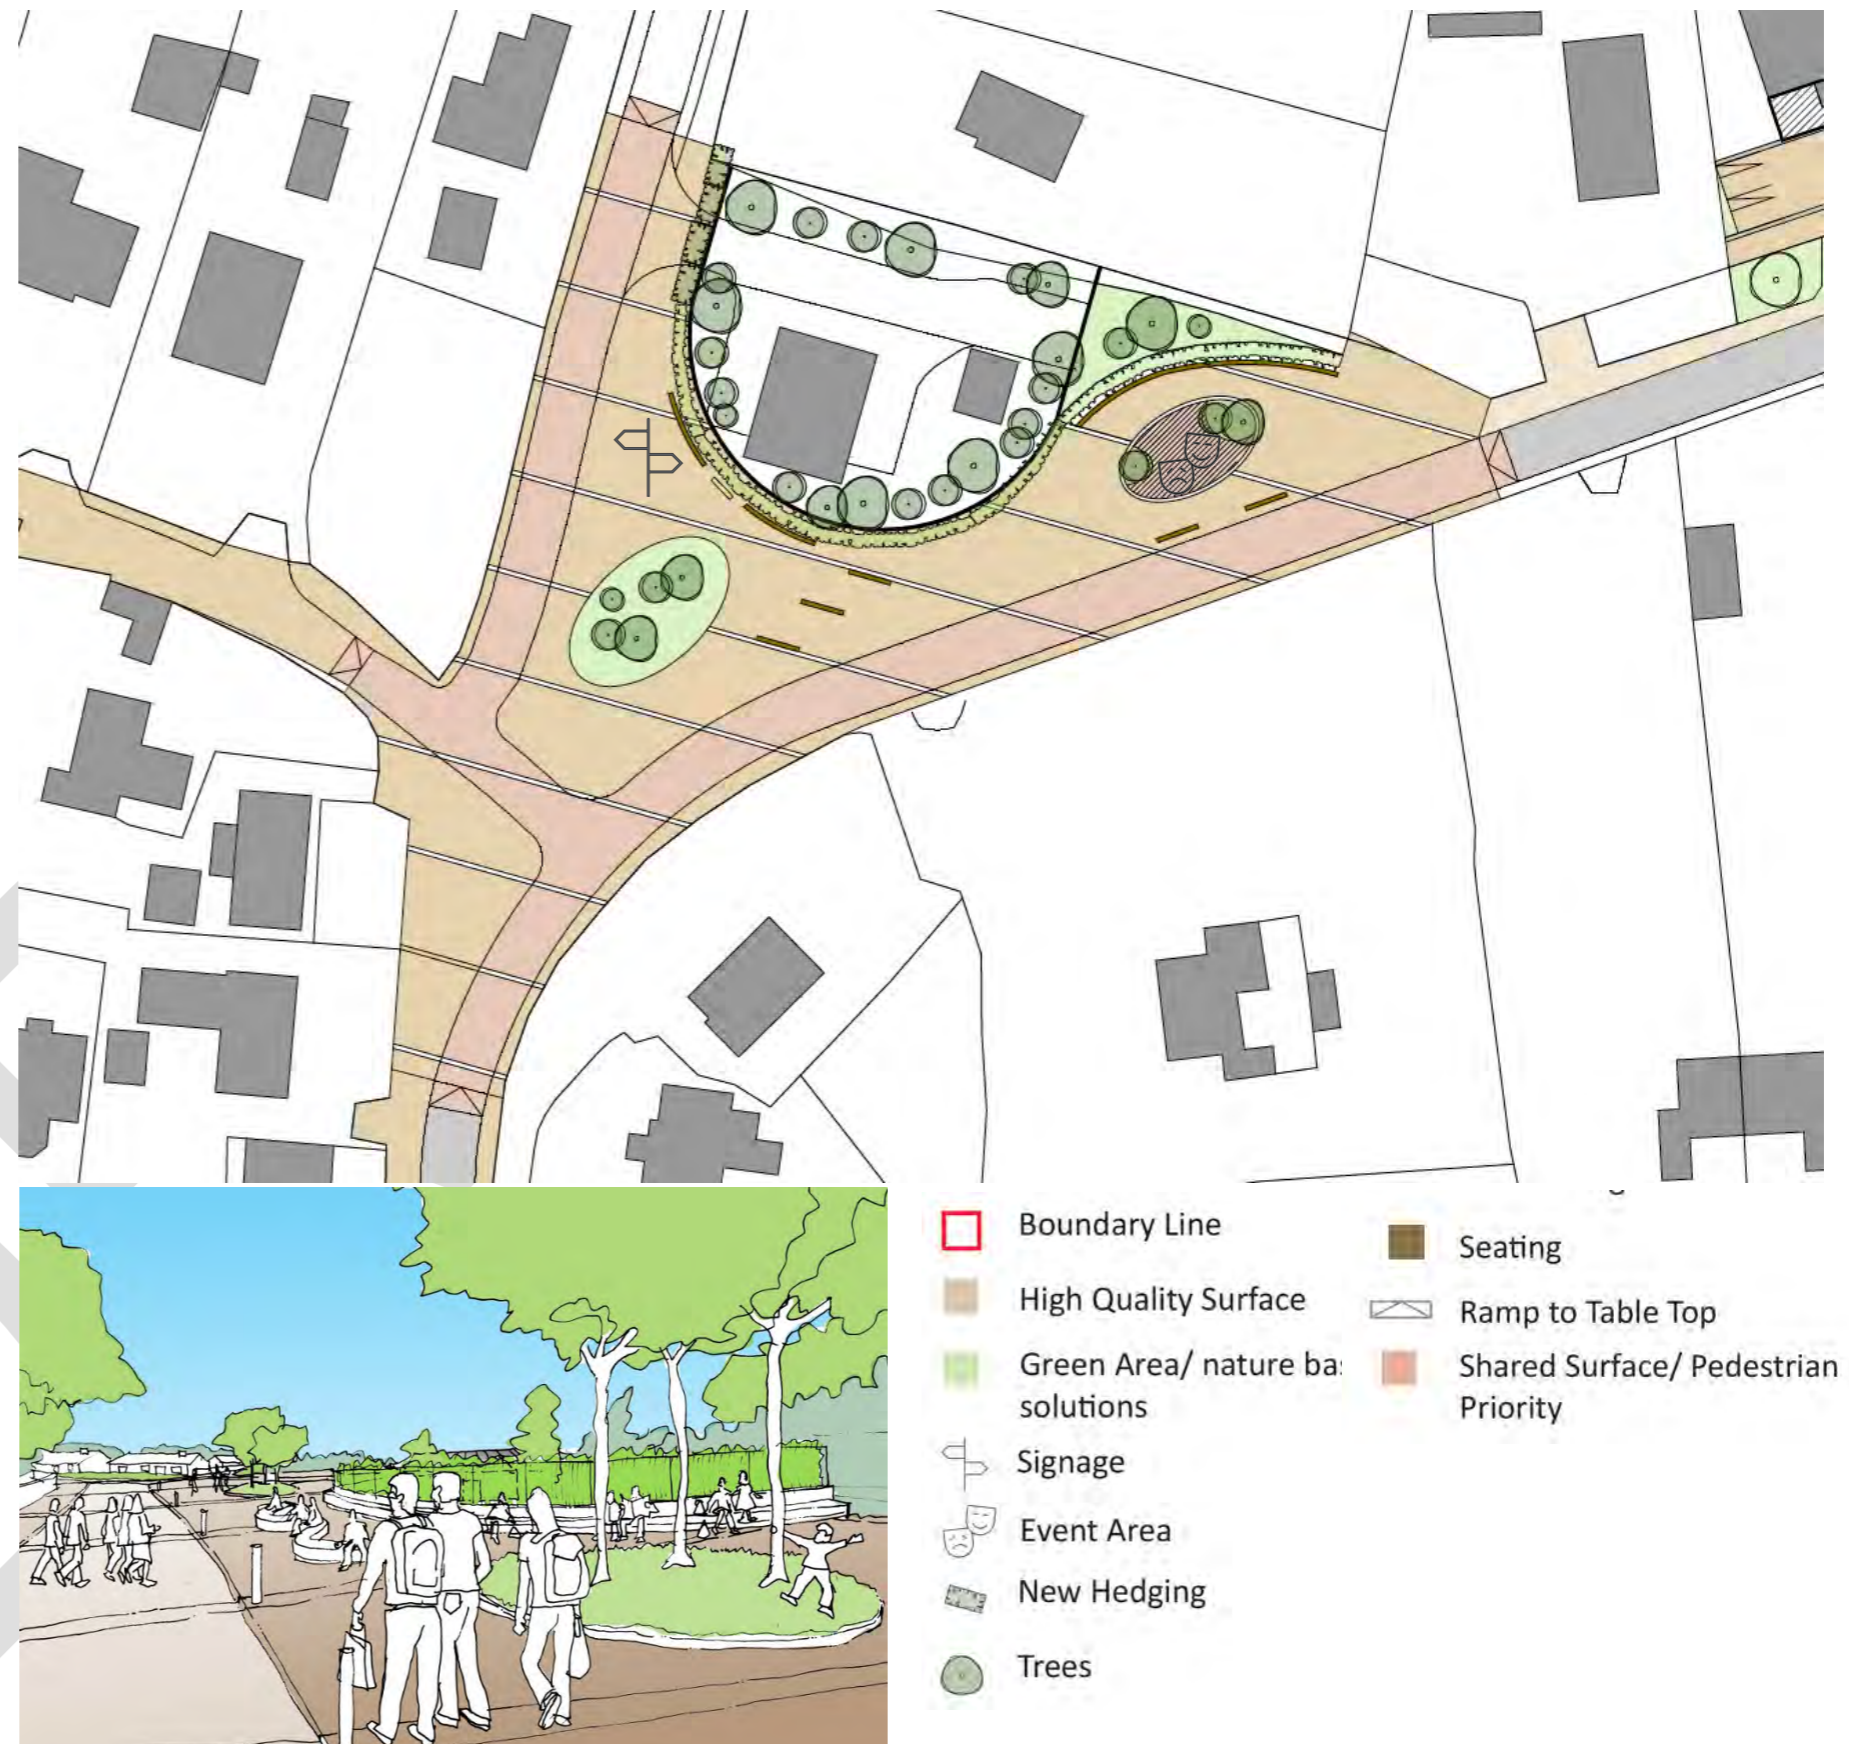 Boundary Line
High Quality Surface
Green Area/ nature ba
solutions
Signage
Event Area
New Hedging
Trees
Seating
Ramp to Table Top
Shared Surface/ Pedestrian
Priority